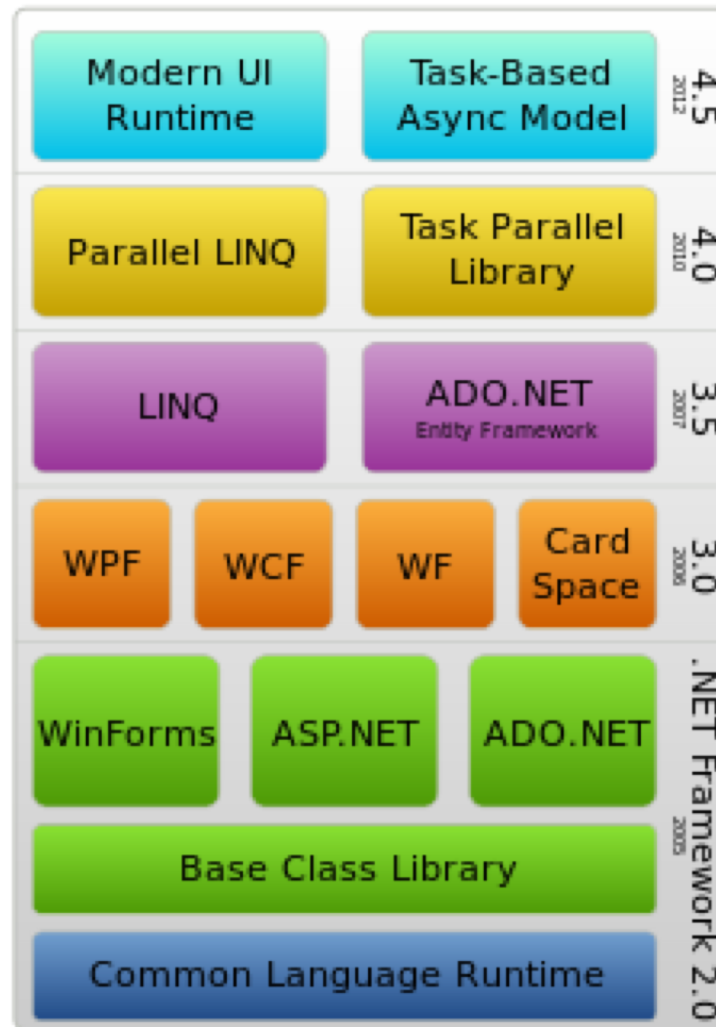 Modern UI
Runtime
Task-Based
Async Model
4.5
2012
Parallel LINQ
Task Parallel
Library
4.0
2010
LINQ
ADO.NET
Entity Framework
3.5
2007
WPF
WCF
WF
Card
Space
3.0
2006
WinForms
ASP.NET
ADO.NET
Base Class Library
Common Language Runtime
.NET Framework 2.0
2005